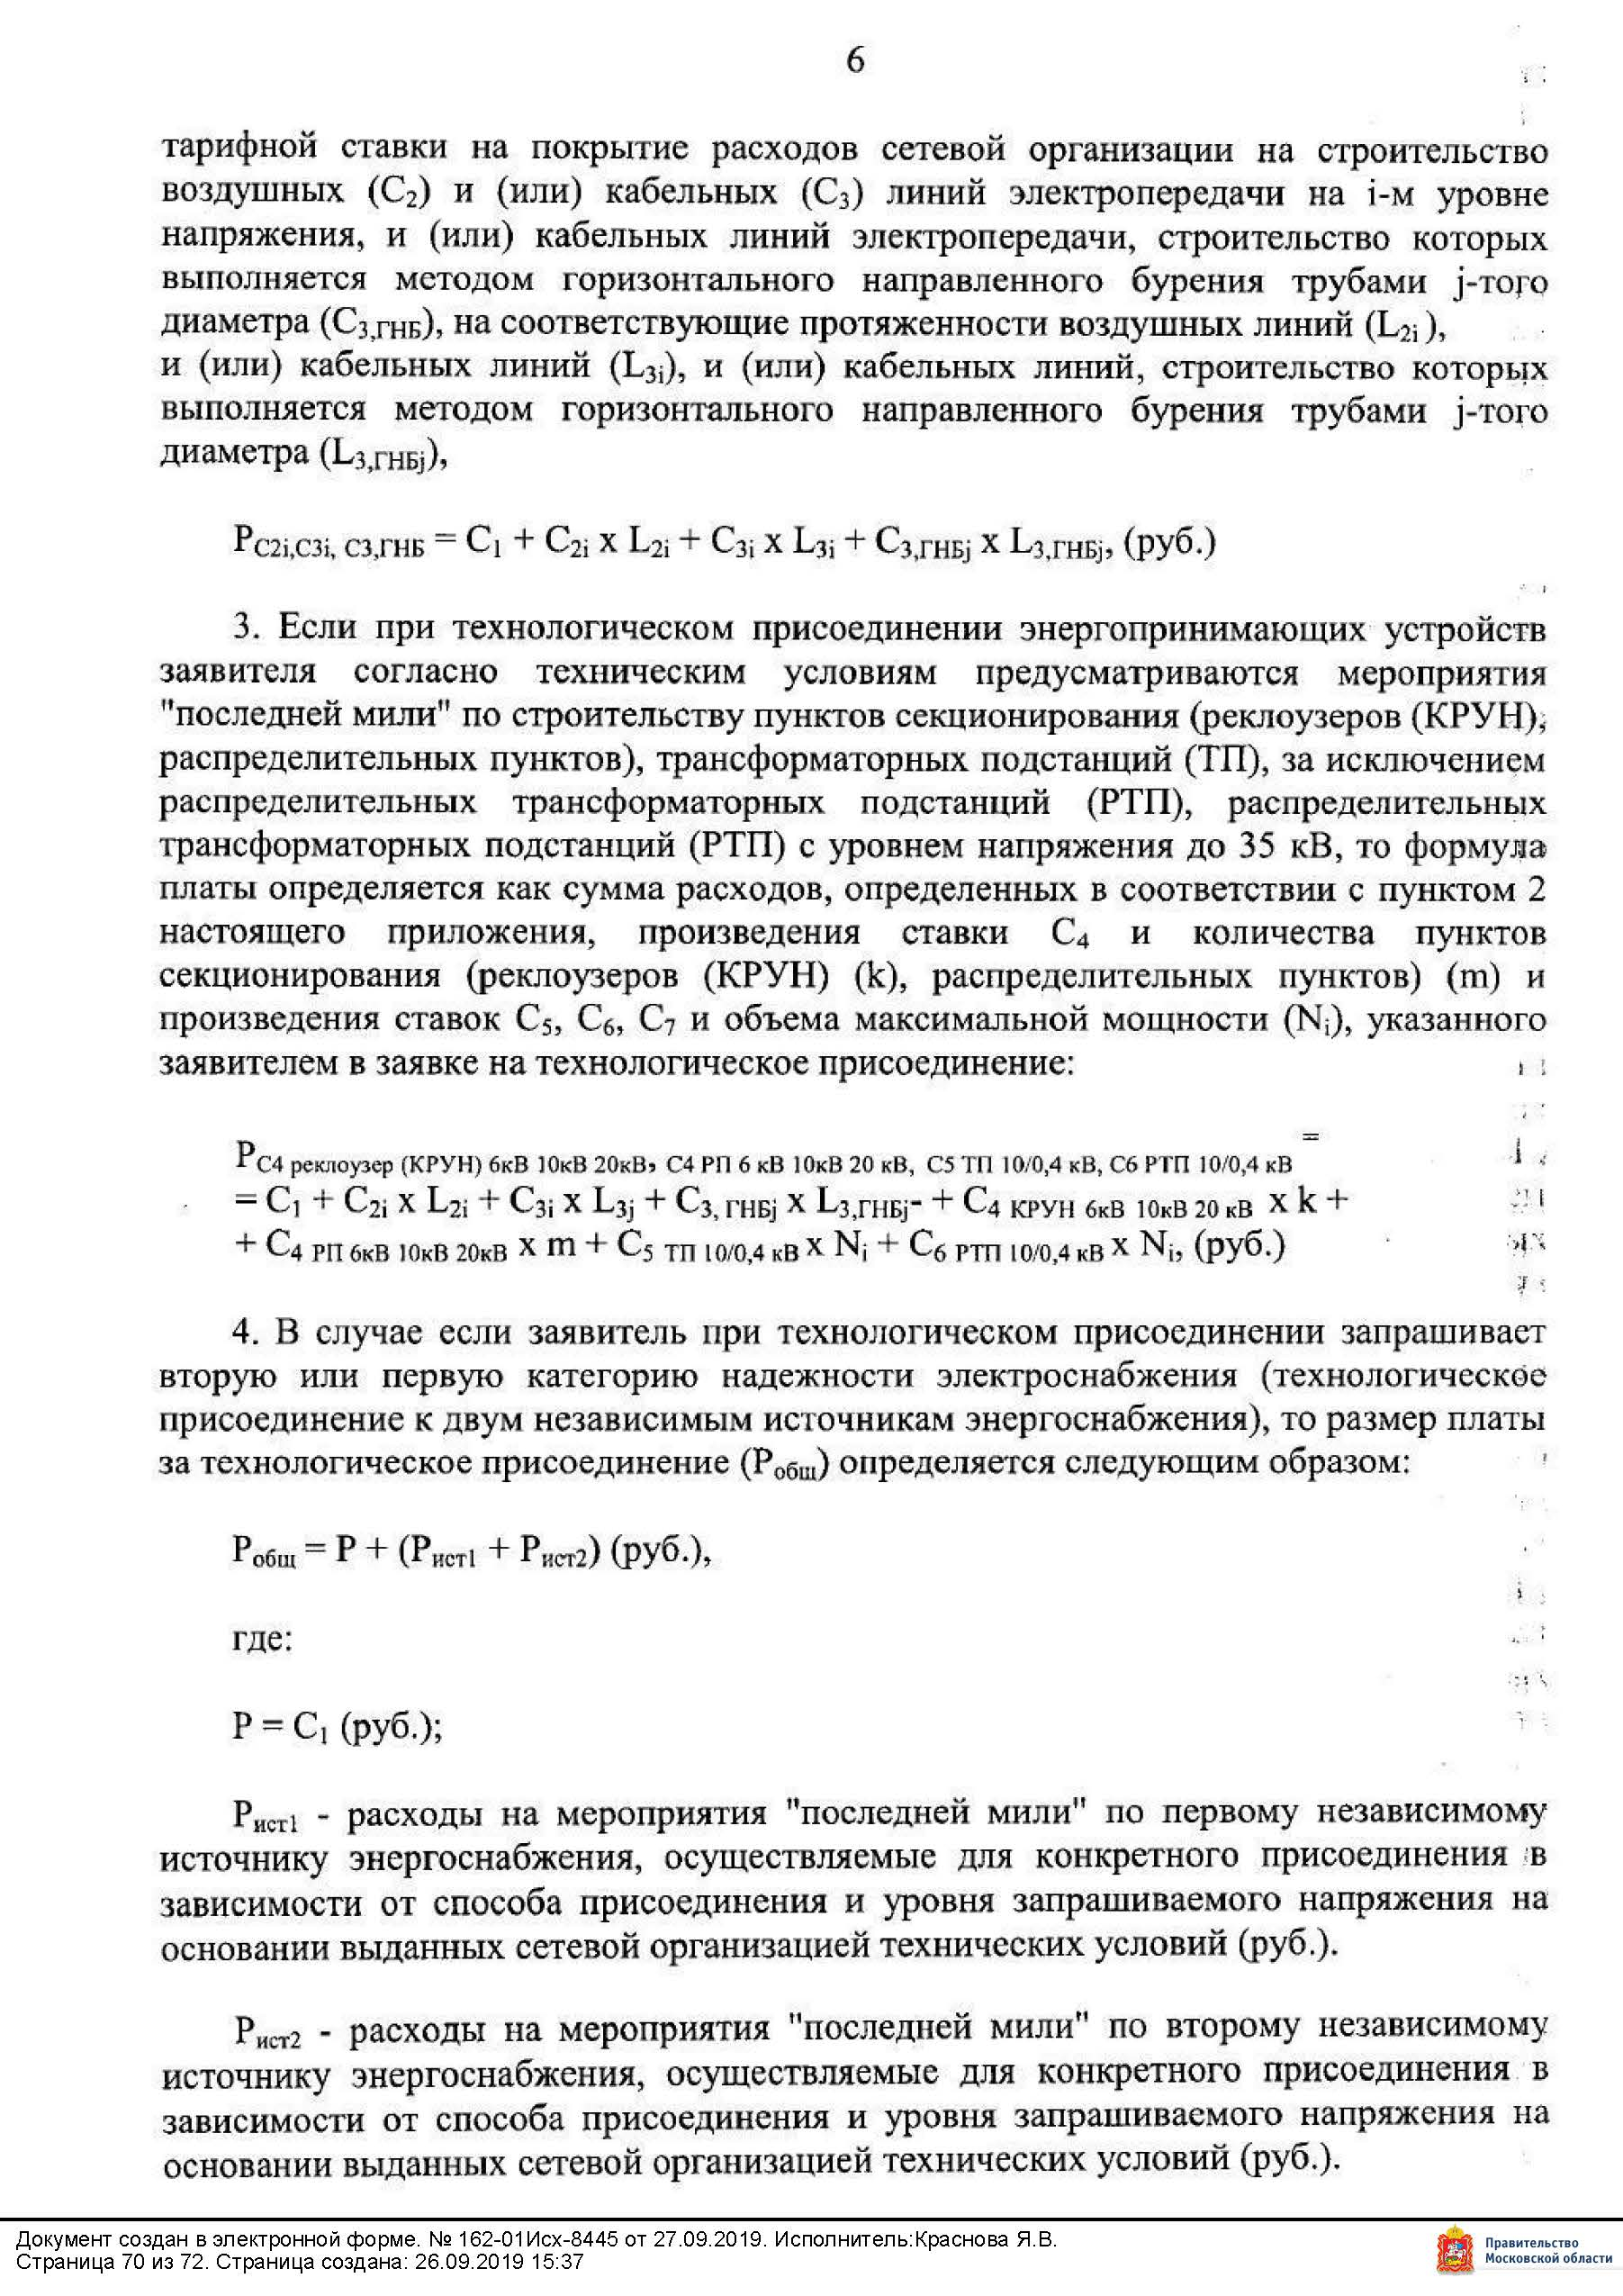 6
тарифной ставки на покрытие расходов сетевой организации на строительство
воздушных (С2) и (или) кабельных (С3) линий электропередачи на i-м уровне
напряжения, и (или) кабельных линий электропередачи, строительство которых
выполняется методом горизонтального направленного бурения трубами j-того
диаметра (С3,ГНБ), на соответствующие протяженности воздушных линий (L2i ),
и (или) кабельных линий (L3i), и (или) кабельных линий, строительство которых
выполняется методом горизонтального направленного бурения трубами j-того
диаметра (L3,ГНБj),
PС2i,С3i, С3,ГНБ = C1 + C2i x L2i + C3i x L3i + C3,ГНБj x L3,ГНБj, (руб.)
3. Если при технологическом присоединении энергопринимающих устройств
заявителя согласно техническим условиям предусматриваются мероприятия
"последней мили" по строительству пунктов секционирования (реклоузеров (КРУН),
распределительных пунктов), трансформаторных подстанций (ТП), за исключением
распределительных трансформаторных подстанций (РТП), распределительных
трансформаторных подстанций (РТП) с уровнем напряжения до 35 кВ, то формула
платы определяется как сумма расходов, определенных в соответствии с пунктом 2
настоящего приложения, произведения ставки С4 и количества пунктов
секционирования (реклоузеров (КРУН) (k), распределительных пунктов) (m) и
произведения ставок С5, С6, С7 и объема максимальной мощности (Ni), указанного
заявителем в заявке на технологическое присоединение:
PС4 реклоузер (КРУН) 6кВ 10кВ 20кВ, С4 РП 6 кВ 10кВ 20 кВ, С5 ТП 10/0,4 кВ, С6 РТП 10/0,4 кВ =
= C1 + C2i x L2i + C3i x L3j + C3, ГНБj x L3,ГНБj- + C4 КРУН 6кВ 10кВ 20 кВ x k +
+ C4 РП 6кВ 10кВ 20кВ x m + C5 ТП 10/0,4 кВ x Ni + C6 РТП 10/0,4 кВ x Ni, (руб.)
4. В случае если заявитель при технологическом присоединении запрашивает
вторую или первую категорию надежности электроснабжения (технологическое
присоединение к двум независимым источникам энергоснабжения), то размер платы
за технологическое присоединение (Pобщ) определяется следующим образом:
Pобщ = P + (Pист1 + Pист2) (руб.),
где:
P = C1 (руб.);
Pист1 - расходы на мероприятия "последней мили" по первому независимому
источнику энергоснабжения, осуществляемые для конкретного присоединения в
зависимости от способа присоединения и уровня запрашиваемого напряжения на
основании выданных сетевой организацией технических условий (руб.).
Pист2 - расходы на мероприятия "последней мили" по второму независимому
источнику энергоснабжения, осуществляемые для конкретного присоединения в
зависимости от способа присоединения и уровня запрашиваемого напряжения на
основании выданных сетевой организацией технических условий (руб.).
Документ создан в электронной форме. № 162-01Исх-8445 от 27.09.2019. Исполнитель:Краснова Я.В.
Страница 70 из 72. Страница создана: 26.09.2019 15:37
Правительство
Московской области